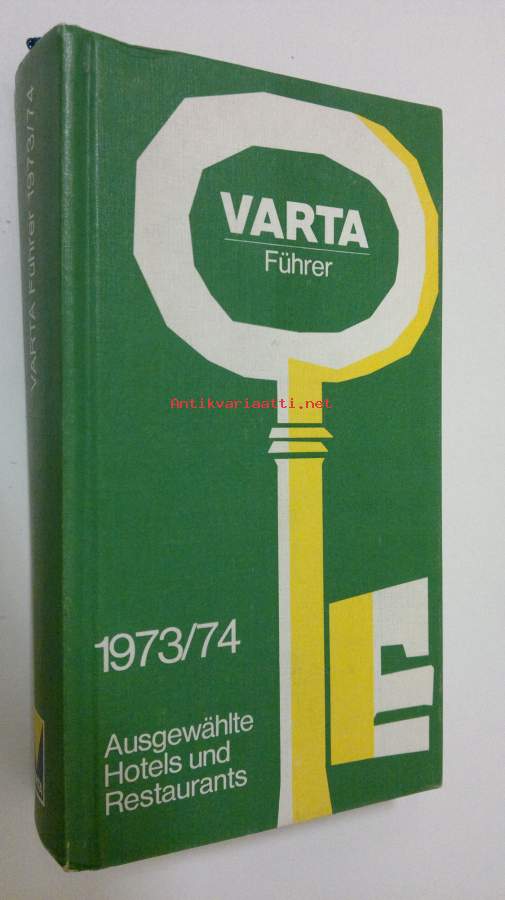 VARTA Führer 1973/74
VARTA
Führer
Antikvariaatti.net
1973/74
Ausgewählte
Hotels und
Restaurants